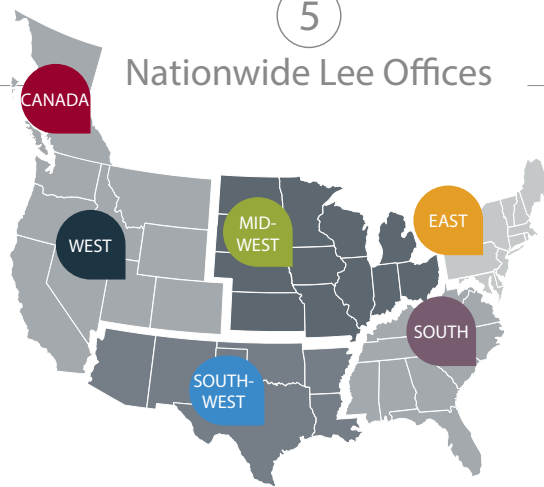 5
Nationwide Lee Offices
CANADA
WEST
MID-
WEST
EAST
SOUTH
SOUTH-
WEST